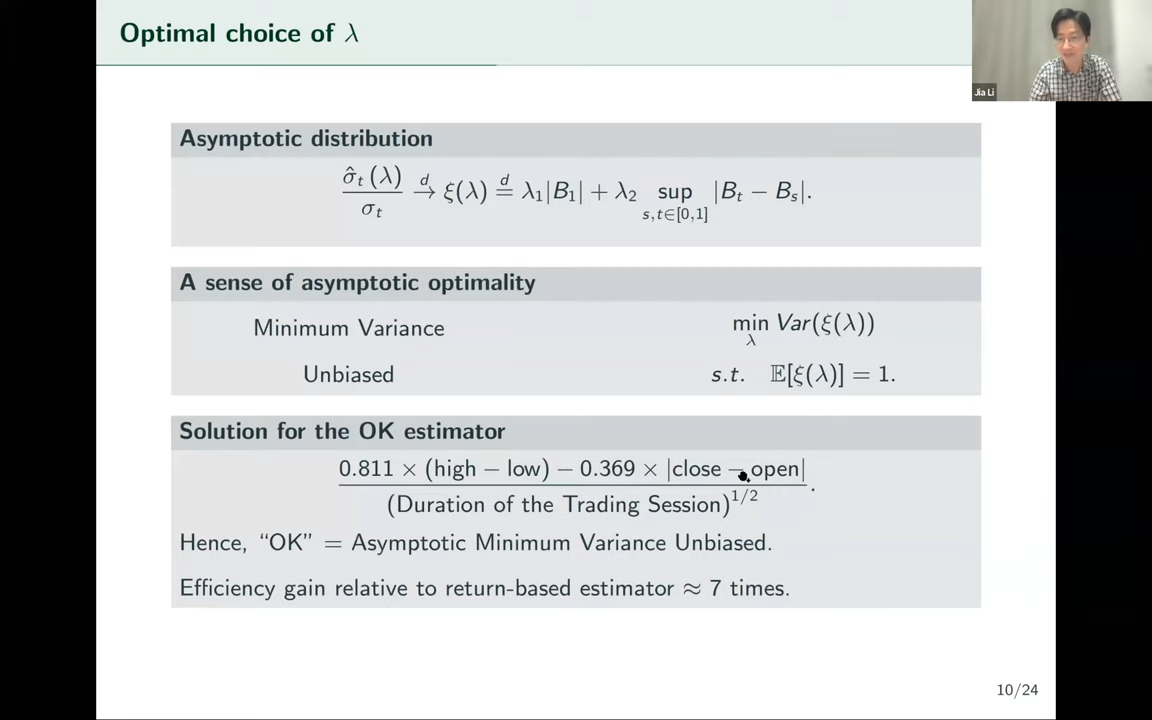 Optimal choice of λ
Jia Li
Asymptotic distribution
σ̂_t(λ)/σ_t →^d ξ(λ) =^d λ₁|B₁| + λ₂ sup_{s,t∈[0,1]} |B_t − B_s|.
A sense of asymptotic optimality
Minimum Variance min_λ Var(ξ(λ))
Unbiased s.t. 𝔼[ξ(λ)] = 1.
Solution for the OK estimator
0.811 × (high − low) − 0.369 × |close − open|
(Duration of the Trading Session)^{1/2} .
Hence, “OK” = Asymptotic Minimum Variance Unbiased.
Efficiency gain relative to return-based estimator ≈ 7 times.
10/24